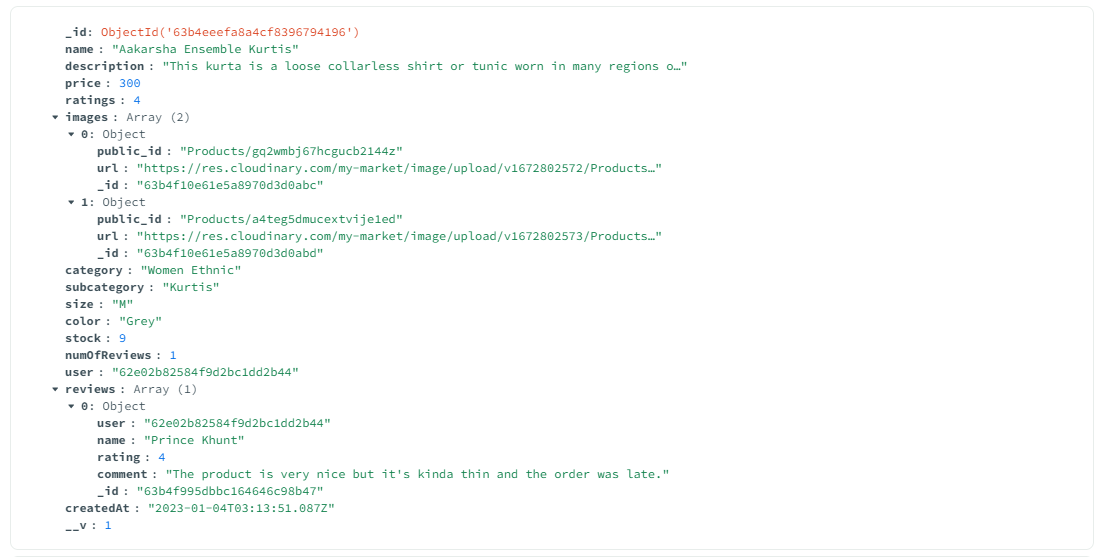 _id: ObjectId('63b4eeefa8a4cf8396794196')
name : "Aakarsha Ensemble Kurtis"
description : "This kurta is a loose collarless shirt or tunic worn in many regions o…"
price : 300
ratings : 4
images : Array (2)
0: Object
public_id : "Products/gq2wmbj67hcgucb2144z"
url : "https://res.cloudinary.com/my-market/image/upload/v1672802572/Products…"
_id : "63b4f10e61e5a8970d3d0abc"
1: Object
public_id : "Products/a4teg5dmucextvije1ed"
url : "https://res.cloudinary.com/my-market/image/upload/v1672802573/Products…"
_id : "63b4f10e61e5a8970d3d0abd"
category : "Women Ethnic"
subcategory : "Kurtis"
size : "M"
color : "Grey"
stock : 9
numOfReviews : 1
user : "62e02b82584f9d2bc1dd2b44"
reviews : Array (1)
0: Object
user : "62e02b82584f9d2bc1dd2b44"
name : "Prince Khunt"
rating : 4
comment : "The product is very nice but it's kinda thin and the order was late."
_id : "63b4f995dbbc164646c98b47"
createdAt : "2023-01-04T03:13:51.087Z"
__v : 1